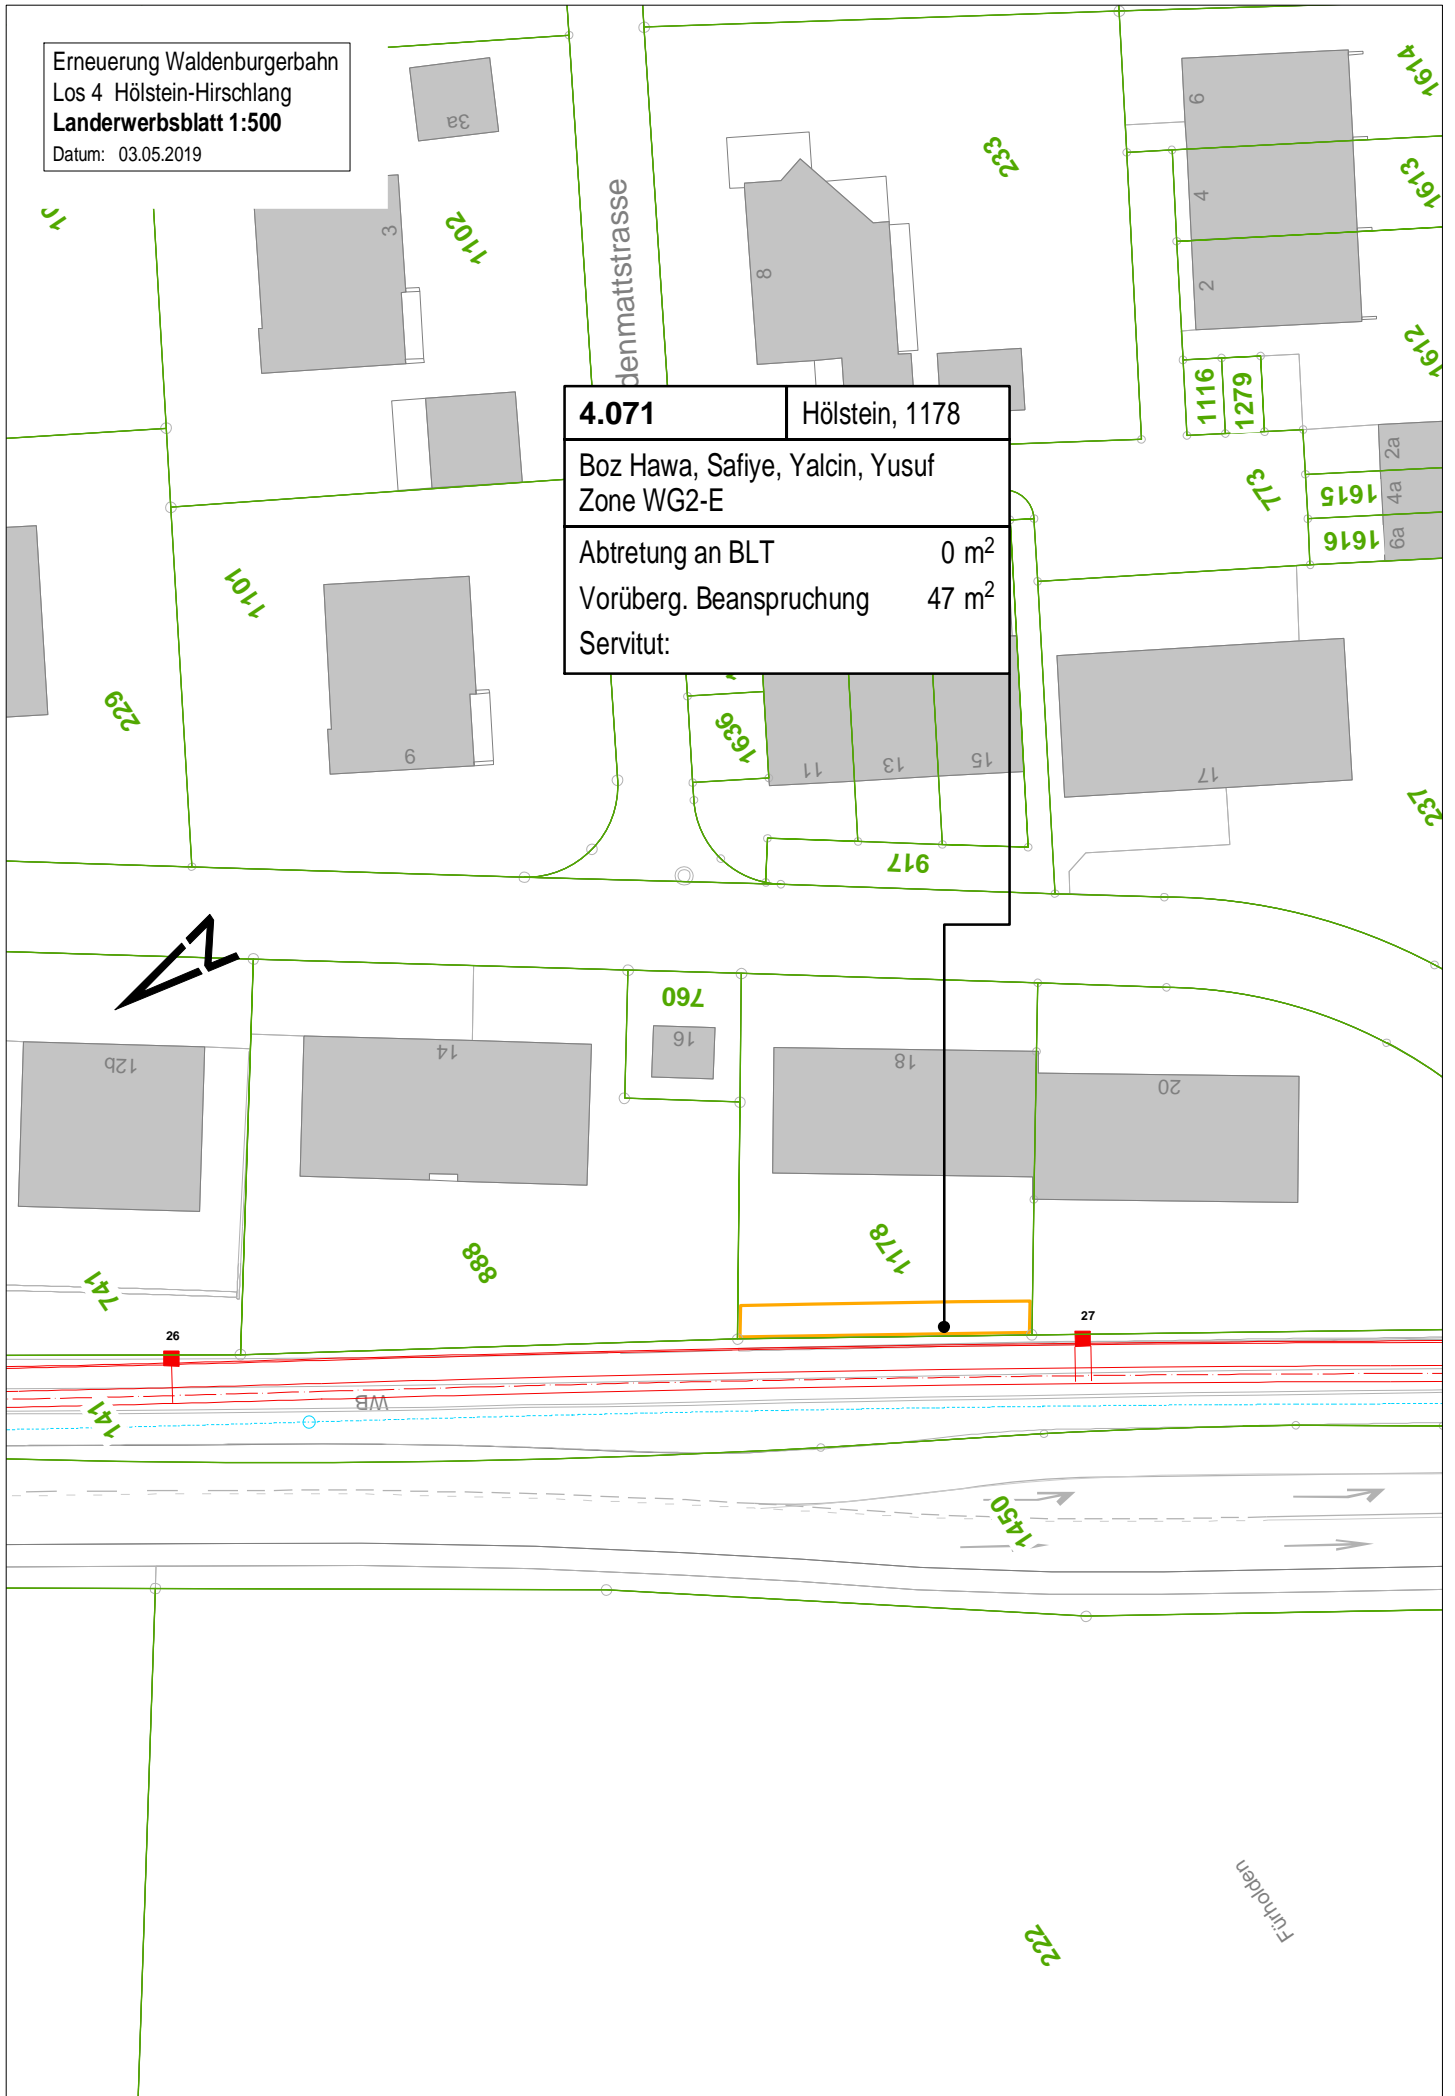 Erneuerung Waldenburgerbahn
Los 4 Hölstein-Hirschlang
Landerwerbsblatt 1:500
Datum: 03.05.2019
3a
3
1102
denmattstrasse
8
233
6
4
2
1614
1613
1612
1116
1279
773
2a
1615
4a
1616
6a
4.071
Hölstein, 1178
Boz Hawa, Safiye, Yalcin, Yusuf
Zone WG2-E
Abtretung an BLT 0 m²
Vorüberg. Beanspruchung 47 m²
Servitut:
1101
229
9
1636
11
13
15
17
237
917
760
12b
14
16
18
20
741
888
1178
26
27
141
WB
1450
222
Fürholden